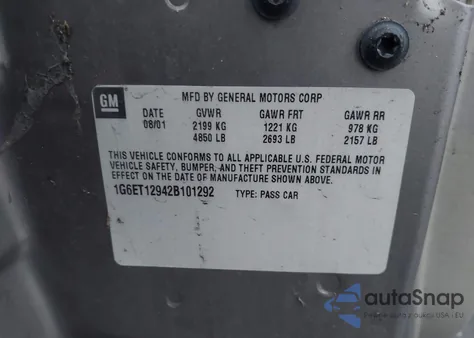 GM
MFD BY GENERAL MOTORS CORP
DATE GVWR GAWR FRT GAWR RR
08/01 2199 KG 1221 KG 978 KG
4850 LB 2693 LB 2157 LB
THIS VEHICLE CONFORMS TO ALL APPLICABLE U.S. FEDERAL MOTOR
VEHICLE SAFETY, BUMPER, AND THEFT PREVENTION STANDARDS IN
EFFECT ON THE DATE OF MANUFACTURE SHOWN ABOVE.
1G6ET12942B101292 TYPE: PASS CAR
autoSnap
USA - EU